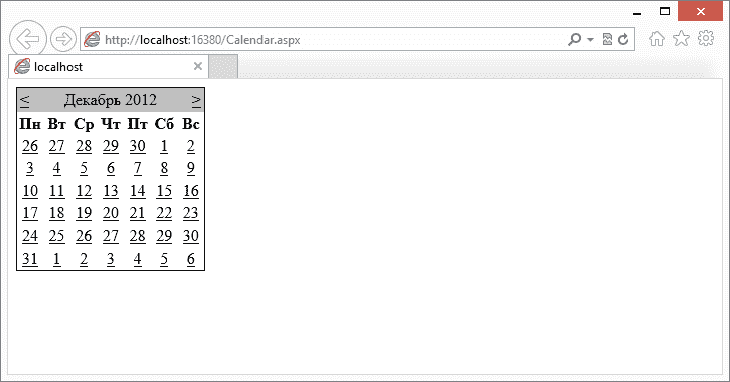 http://localhost:16380/Calendar.aspx
localhost
< Декабрь 2012 >
Пн Вт Ср Чт Пт Сб Вс
26 27 28 29 30 1 2
3 4 5 6 7 8 9
10 11 12 13 14 15 16
17 18 19 20 21 22 23
24 25 26 27 28 29 30
31 1 2 3 4 5 6